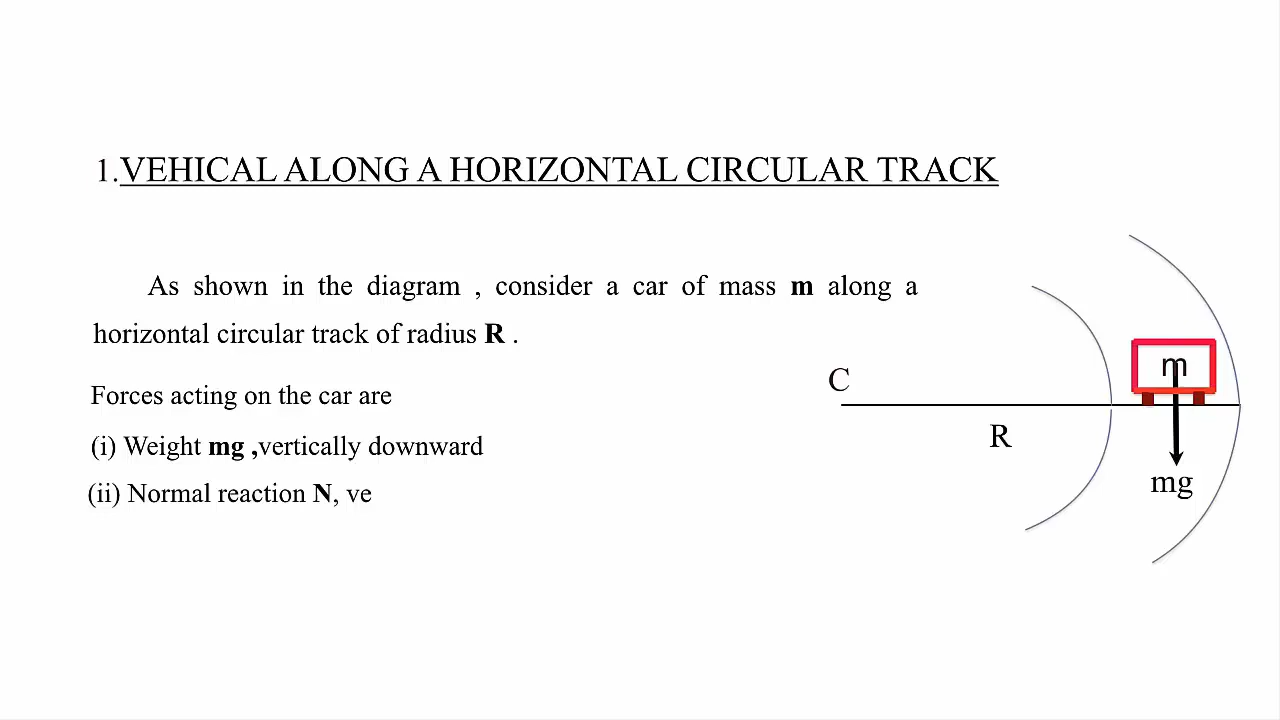 1.VEHICAL ALONG A HORIZONTAL CIRCULAR TRACK
As shown in the diagram , consider a car of mass m along a
horizontal circular track of radius R .
Forces acting on the car are
(i) Weight mg ,vertically downward
(ii) Normal reaction N, ve
m
C
R
mg